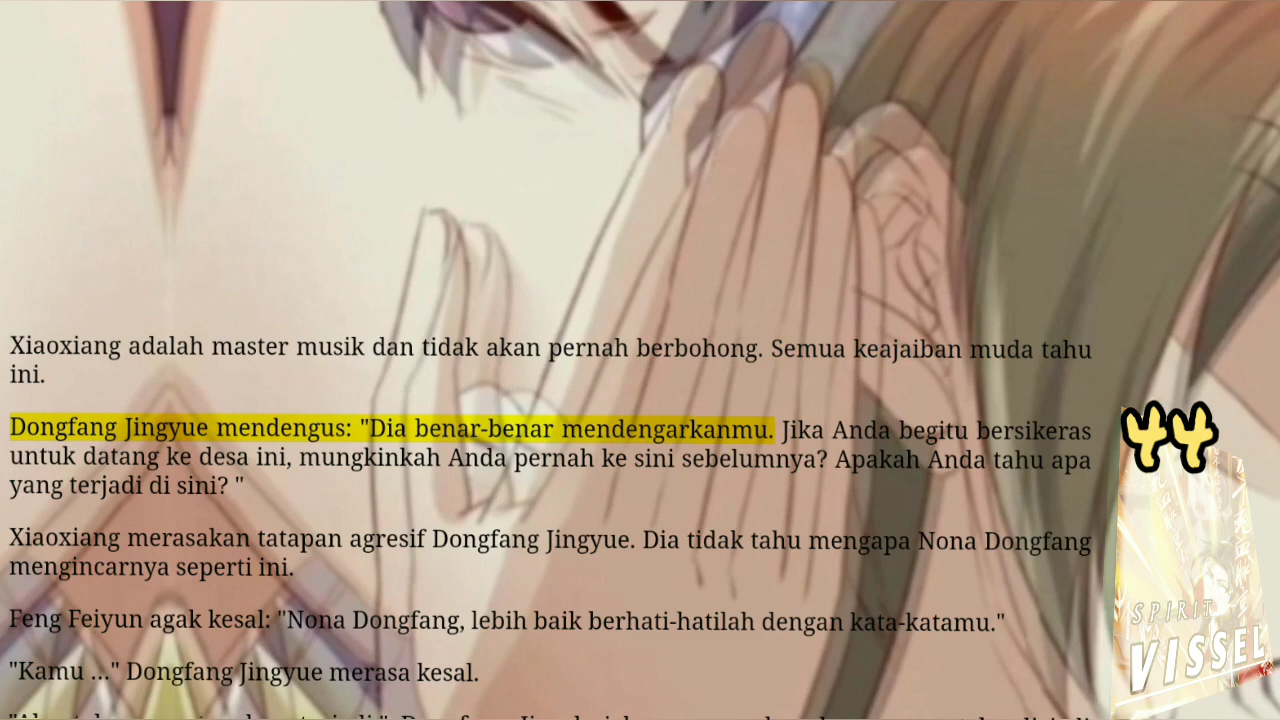 Xiaoxiang adalah master musik dan tidak akan pernah berbohong. Semua keajaiban muda tahu
ini.
Dongfang Jingyue mendengus: "Dia benar-benar mendengarkanmu. Jika Anda begitu bersikeras
untuk datang ke desa ini, mungkinkah Anda pernah ke sini sebelumnya? Apakah Anda tahu apa
yang terjadi di sini? "
Xiaoxiang merasakan tatapan agresif Dongfang Jingyue. Dia tidak tahu mengapa Nona Dongfang
mengincarnya seperti ini.
Feng Feiyun agak kesal: "Nona Dongfang, lebih baik berhati-hatilah dengan kata-katamu."
"Kamu ..." Dongfang Jingyue merasa kesal.
SPIRIT
VISSEL